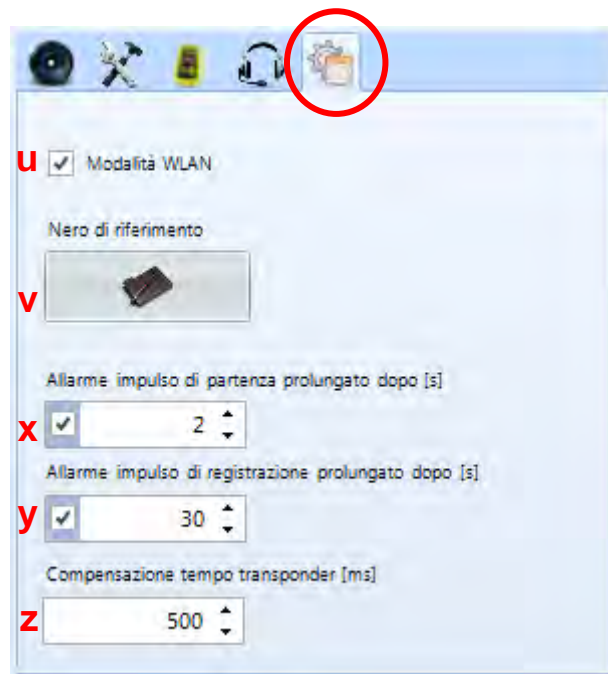 u Modalità WLAN
Nero di riferimento
v
Allarme impulso di partenza prolungato dopo [s]
x 2
Allarme impulso di registrazione prolungato dopo [s]
y 30
Compensazione tempo transponder [ms]
z 500